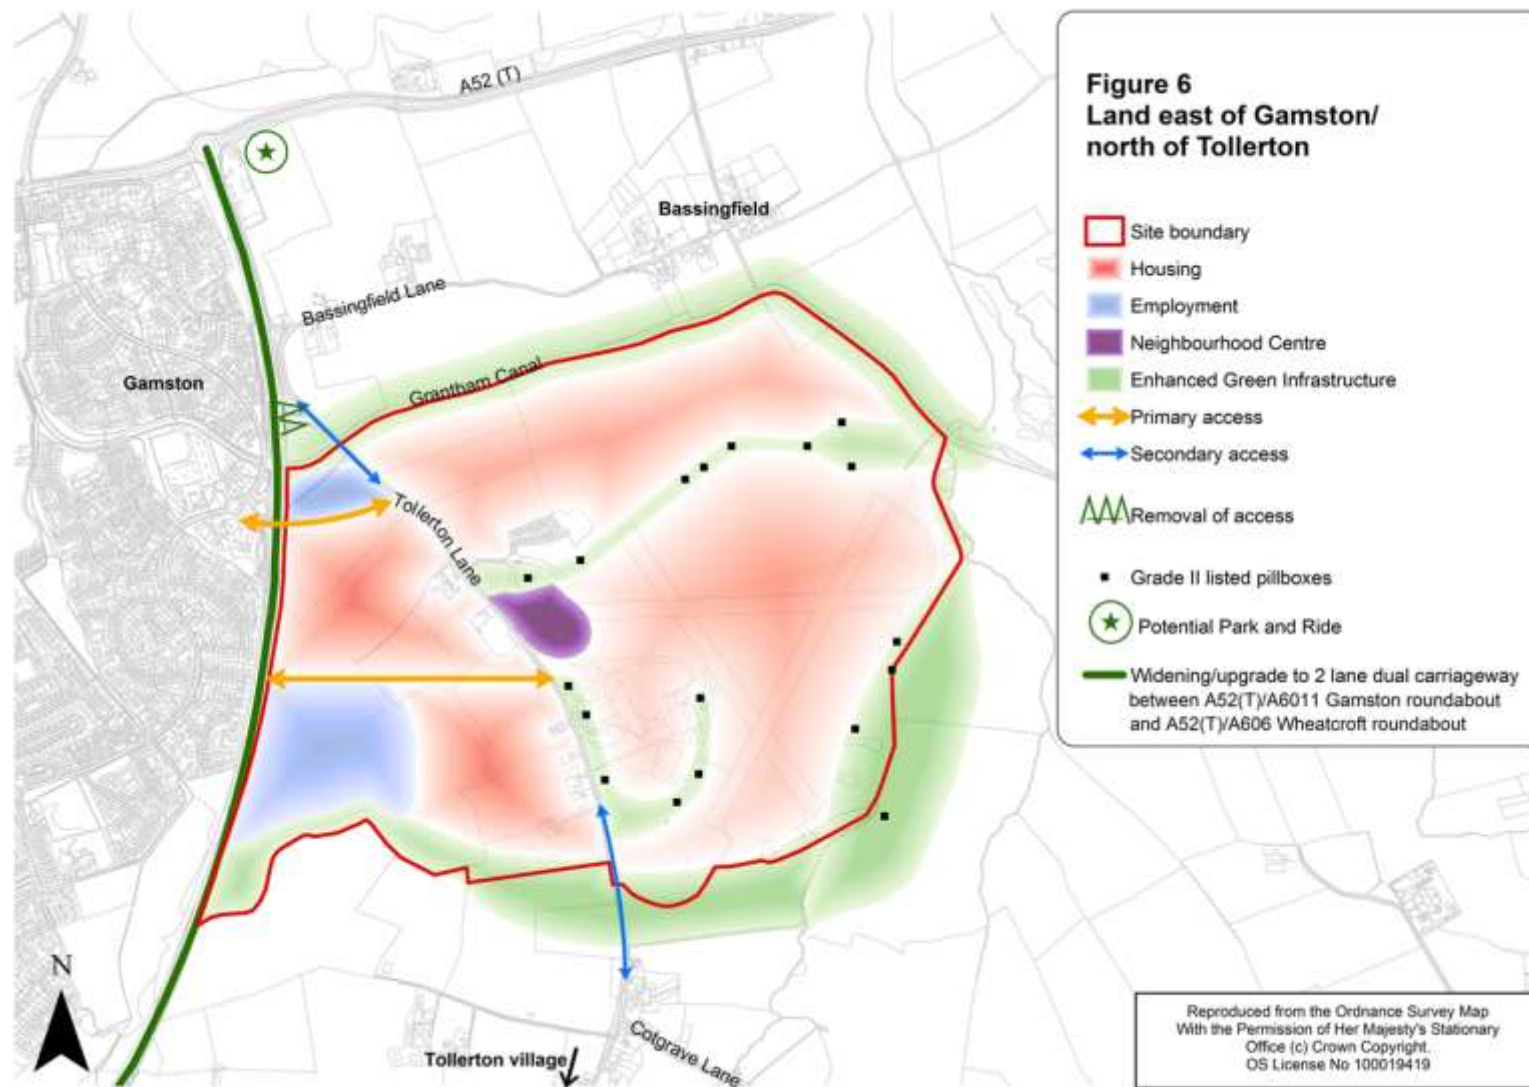 A52 (T)
Bassingfield
Bassingfield Lane
Gamston
Grantham Canal
Tollerton Lane
N
Tollerton village
Cotgrave Lane
Figure 6
Land east of Gamston/
north of Tollerton
Site boundary
Housing
Employment
Neighbourhood Centre
Enhanced Green Infrastructure
Primary access
Secondary access
Removal of access
Grade II listed pillboxes
Potential Park and Ride
Widening/upgrade to 2 lane dual carriageway
between A52(T)/A6011 Gamston roundabout
and A52(T)/A606 Wheatcroft roundabout
Reproduced from the Ordnance Survey Map
With the Permission of Her Majesty's Stationary
Office (c) Crown Copyright.
OS License No 100019419